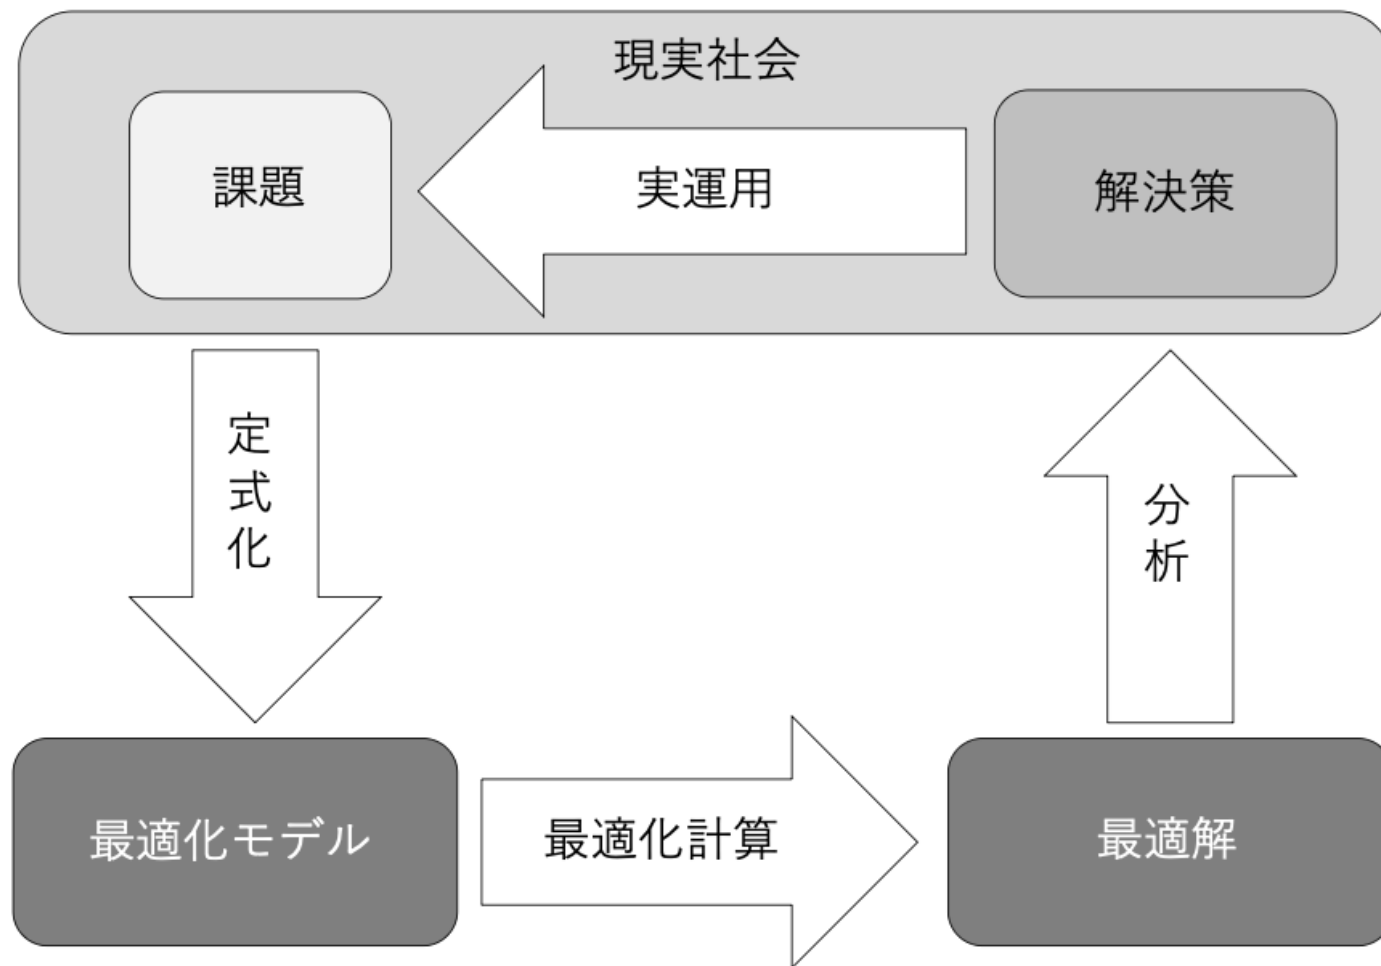 現実社会
課題
実運用
解決策
定式化
分析
最適化モデル
最適化計算
最適解